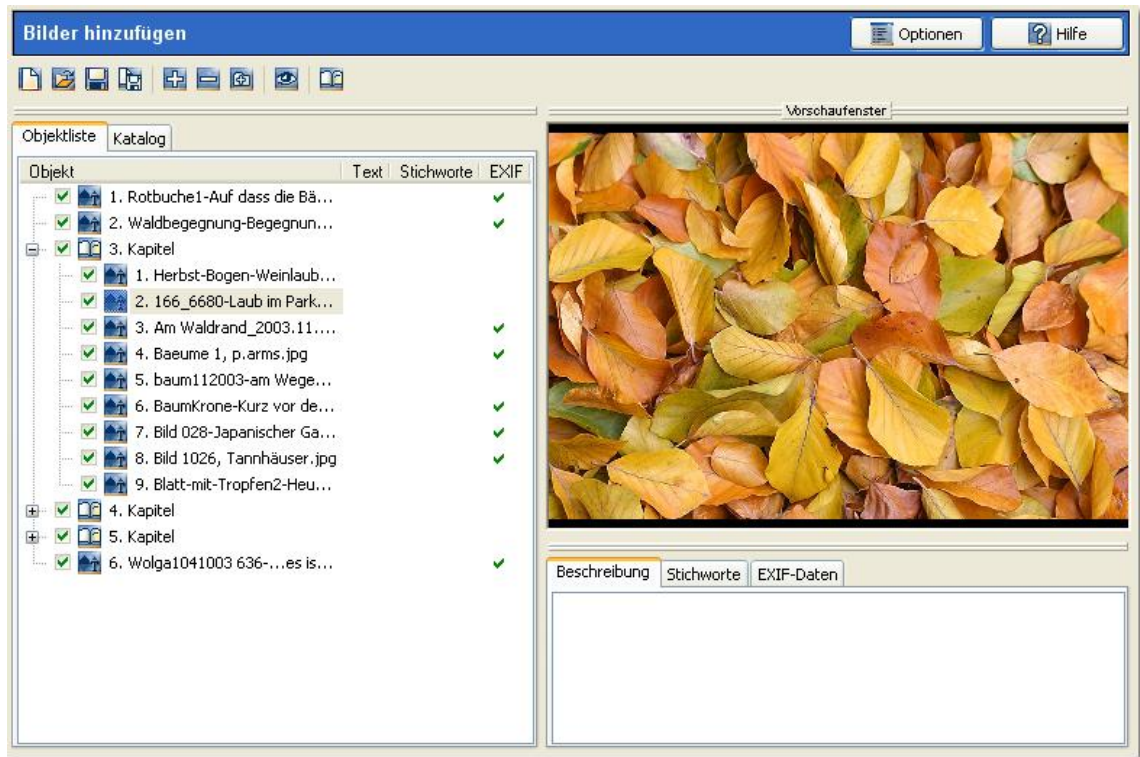 Bilder hinzufügen
Optionen
Hilfe
Vorschaufenster
Objektliste Katalog
Objekt Text Stichworte EXIF
1. Rotbuche1-Auf dass die Bä...
2. Waldbegegnung-Begegnun...
3. Kapitel
1. Herbst-Bogen-Weinlaub...
2. 166_6680-Laub im Park...
3. Am Waldrand_2003.11....
4. Baeume 1, p.arms.jpg
5. baum112003-am Wege...
6. BaumKrone-Kurz vor de...
7. Bild 028-Japanischer Ga...
8. Bild 1026, Tannhäuser.jpg
9. Blatt-mit-Tropfen2-Heu...
4. Kapitel
5. Kapitel
6. Wolga1041003 636-...es is...
Beschreibung Stichworte EXIF-Daten